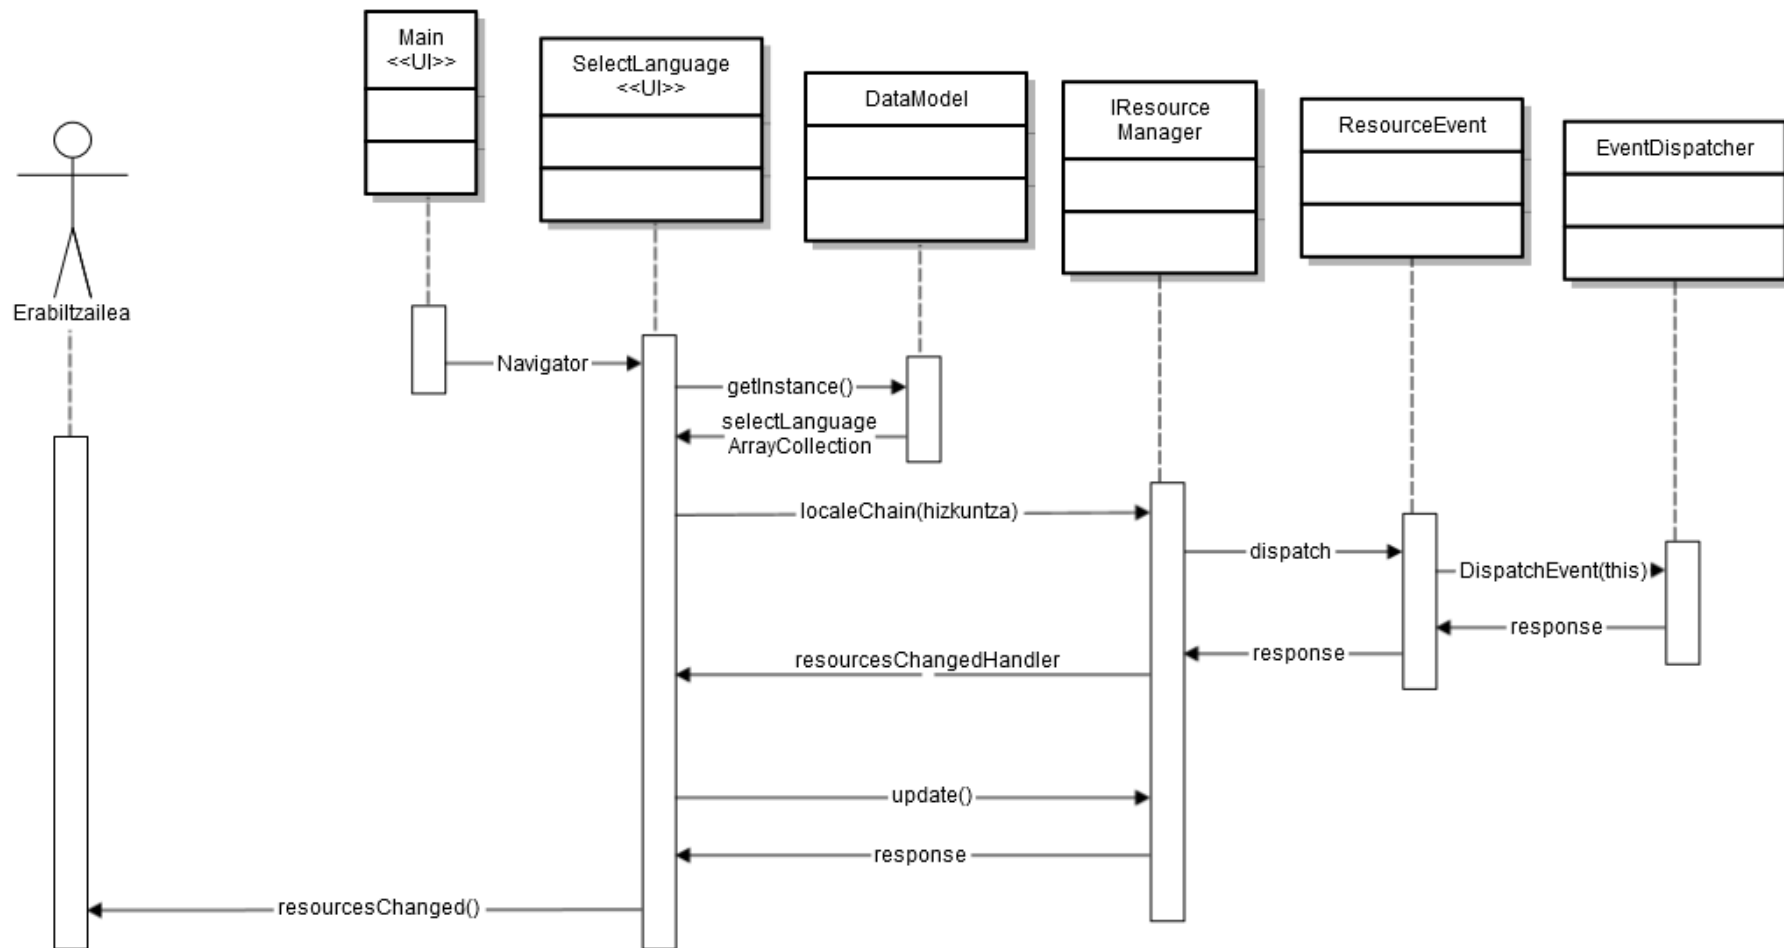 Main
<<UI>>
SelectLanguage
<<UI>>
DataModel
IResource
Manager
ResourceEvent
EventDispatcher
Erabiltzailea
Navigator
getInstance()
selectLanguage
ArrayCollection
localeChain(hizkuntza)
dispatch
DispatchEvent(this)
response
response
resourcesChangedHandler
update()
response
resourcesChanged()